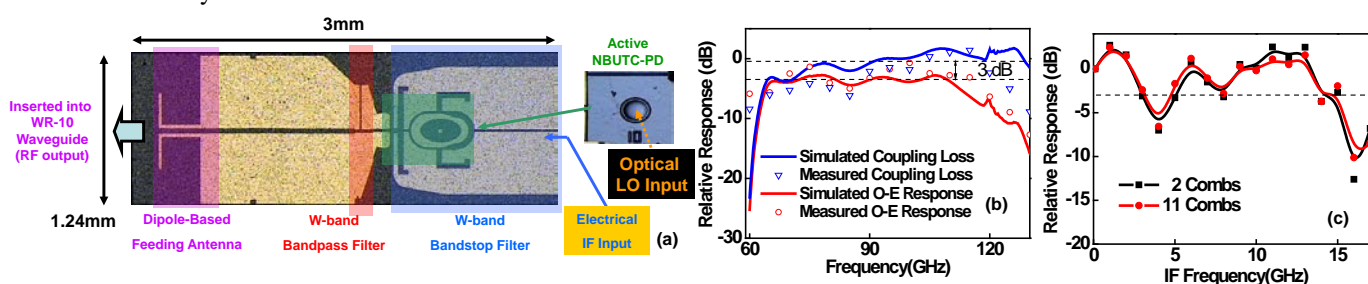 3mm
Active
NBUTC-PD
Inserted into
WR-10
Waveguide
(RF output)
Optical
LO Input
1.24mm
Dipole-Based
Feeding Antenna
W-band
Bandpass Filter
W-band
Bandstop Filter
Electrical
IF Input
(a)
Relative Response (dB)
0
-10
-20
-30
3 dB
Simulated Coupling Loss
Measured Coupling Loss
Simulated O-E Response
Measured O-E Response
(b)
60 75 90 105 120
Frequency(GHz)
Relative Response (dB)
5
0
-5
-10
-15
-20
2 Combs
11 Combs
(c)
0 5 10 15
IF Frequency(GHz)